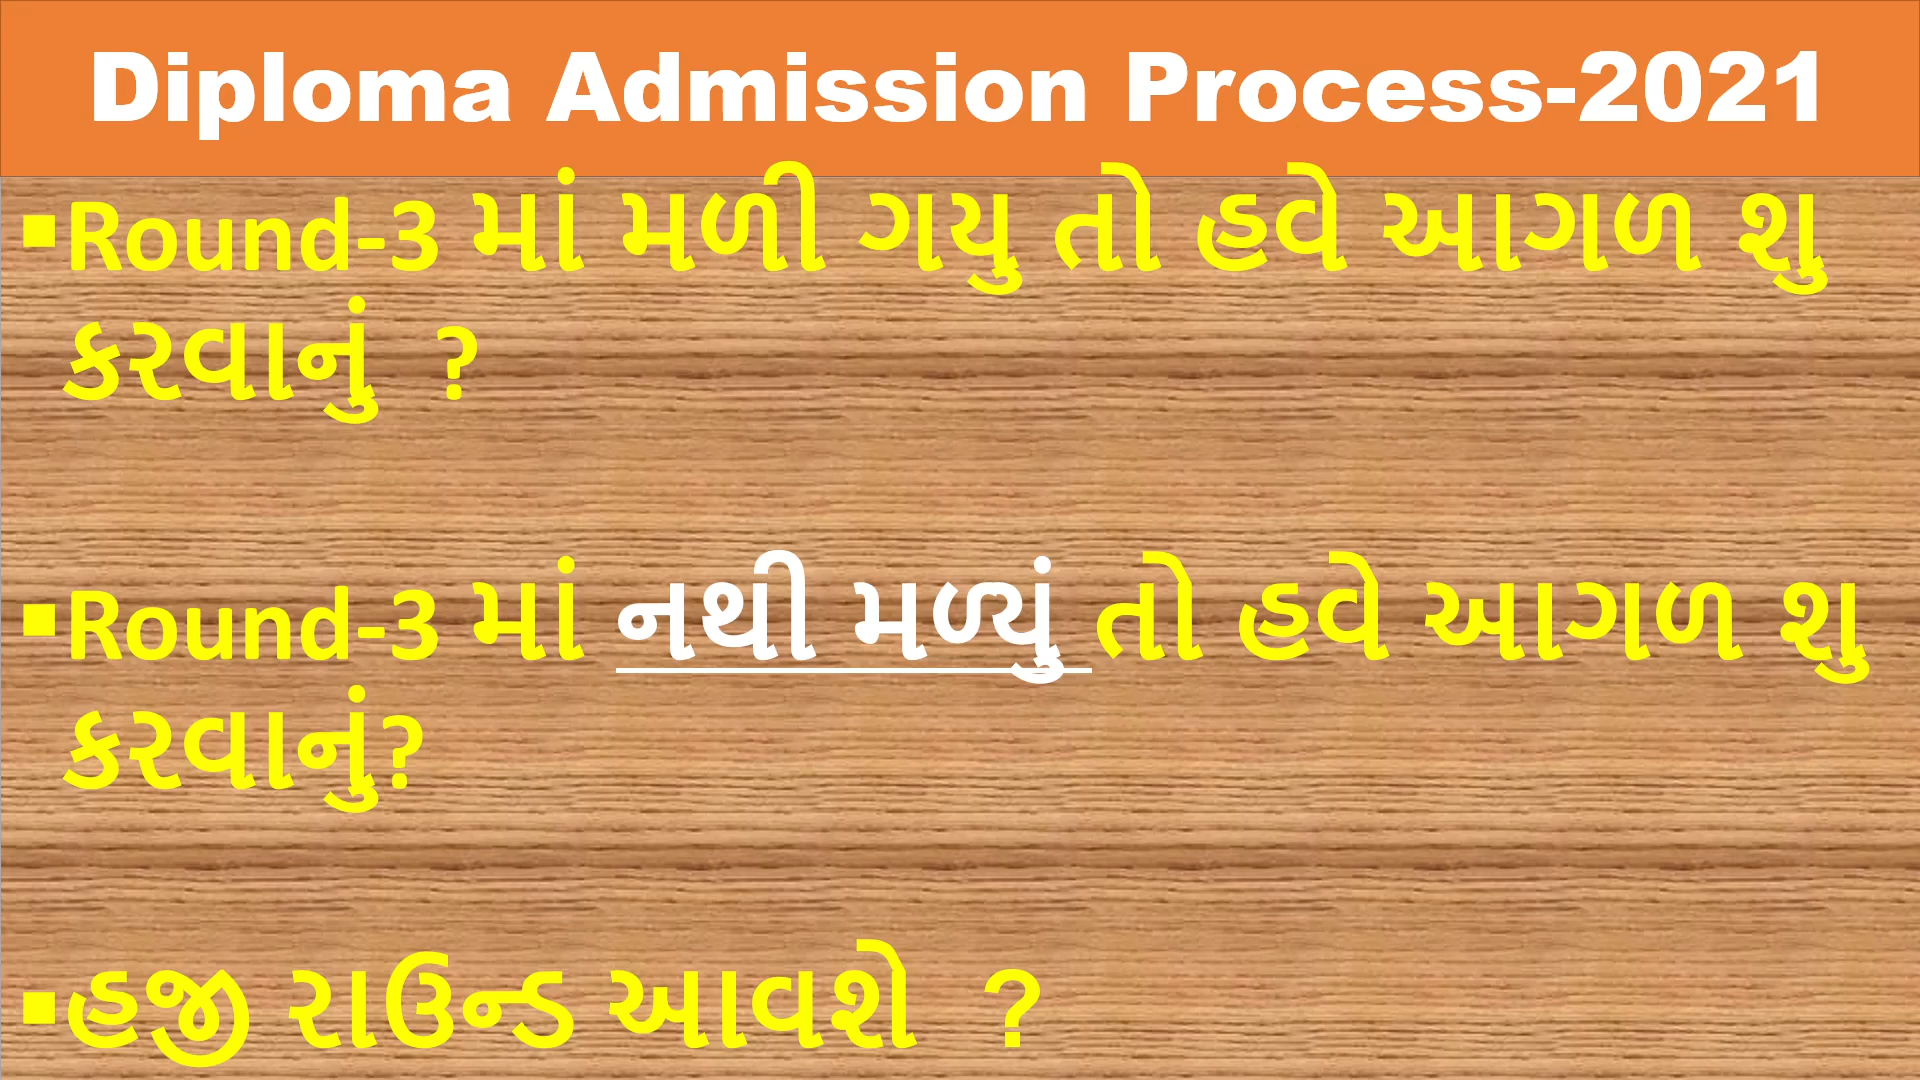 Diploma Admission Process-2021
▪Round-3 માં મળી ગયુ તો હવે આગળ શુ
કરવાનું ?
▪Round-3 માં નથી મળ્યું તો હવે આગળ શુ
કરવાનું?
▪હજી રાઉન્ડ આવશે ?